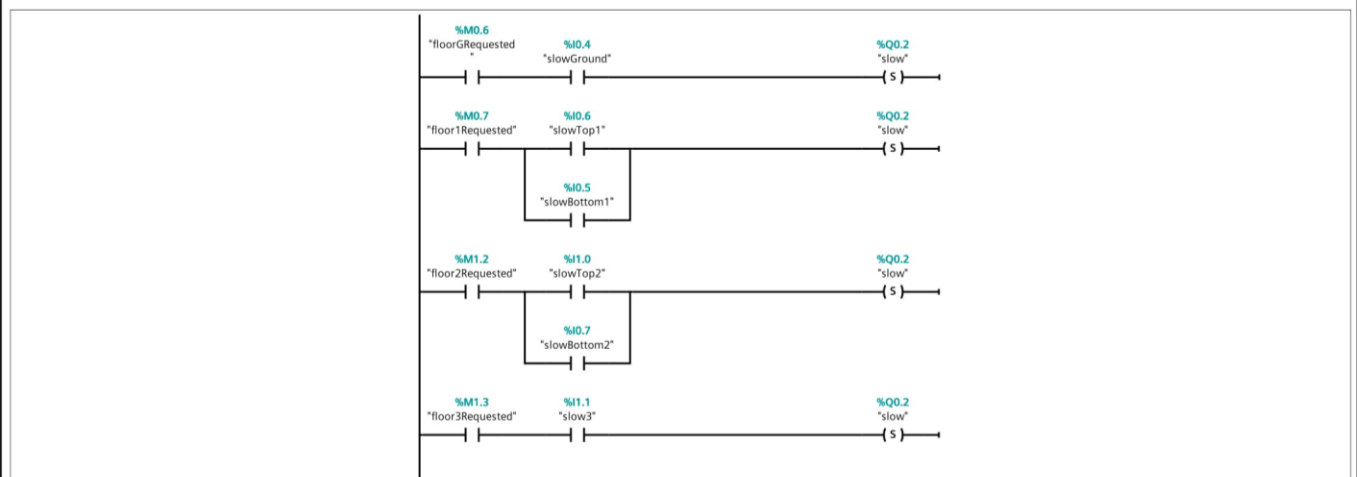 %M0.6
"floorGRequested
"
%I0.4
"slowGround"
%Q0.2
"slow"
S
%M0.7
"floor1Requested"
%I0.6
"slowTop1"
%Q0.2
"slow"
S
%I0.5
"slowBottom1"
%M1.2
"floor2Requested"
%I1.0
"slowTop2"
%Q0.2
"slow"
S
%I0.7
"slowBottom2"
%M1.3
"floor3Requested"
%I1.1
"slow3"
%Q0.2
"slow"
S